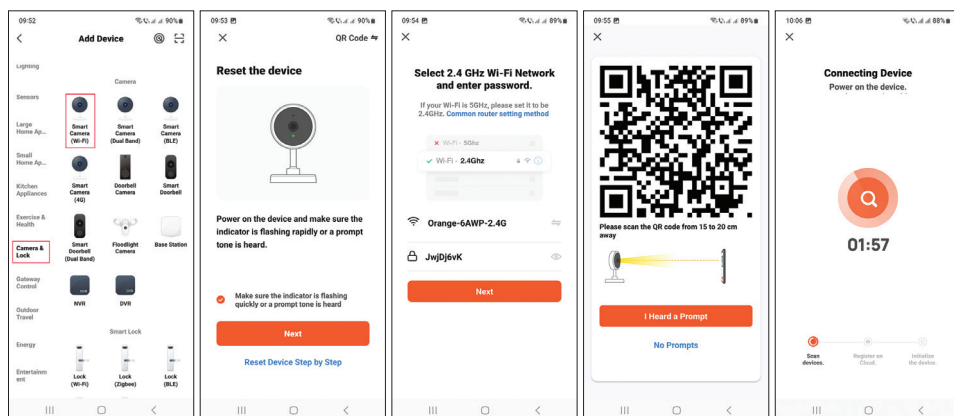 09:52
90%
Add Device
Lighting
Camera
Sensors
Large
Home Ap...
Smart
Camera
(Wi-Fi)
Smart
Camera
(Dual Band)
Smart
Camera
(BLE)
Small
Home Ap...
Kitchen
Appliances
Smart
Camera
(4G)
Doorbell
Camera
Smart
Doorbell
Exercise &
Health
Camera &
Lock
Smart
Doorbell
(Dual Band)
Floodlight
Camera
Base Station
Gateway
Control
NVR
DVR
Outdoor
Travel
Smart Lock
Energy
Entertainm
ent
Lock
(Wi-Fi)
Lock
(Zigbee)
Lock
(BLE)
09:53
90%
QR Code
Reset the device
Power on the device and make sure the
indicator is flashing rapidly or a prompt
tone is heard.
Make sure the indicator is flashing
quickly or a prompt tone is heard
Next
Reset Device Step by Step
09:54
89%
Select 2.4 GHz Wi-Fi Network
and enter password.
If your Wi-Fi is 5GHz, please set it to be
2.4GHz. Common router setting method
Wi-Fi - 5Ghz
Wi-Fi - 2.4Ghz
Orange-6AWP-2.4G
JwjDj6vK
Next
09:55
89%
Please scan the QR code from 15 to 20 cm
away
I Heard a Prompt
No Prompts
10:06
88%
Connecting Device
Power on the device.
01:57
Scan
devices.
Register on
Cloud.
Initialize
the device.